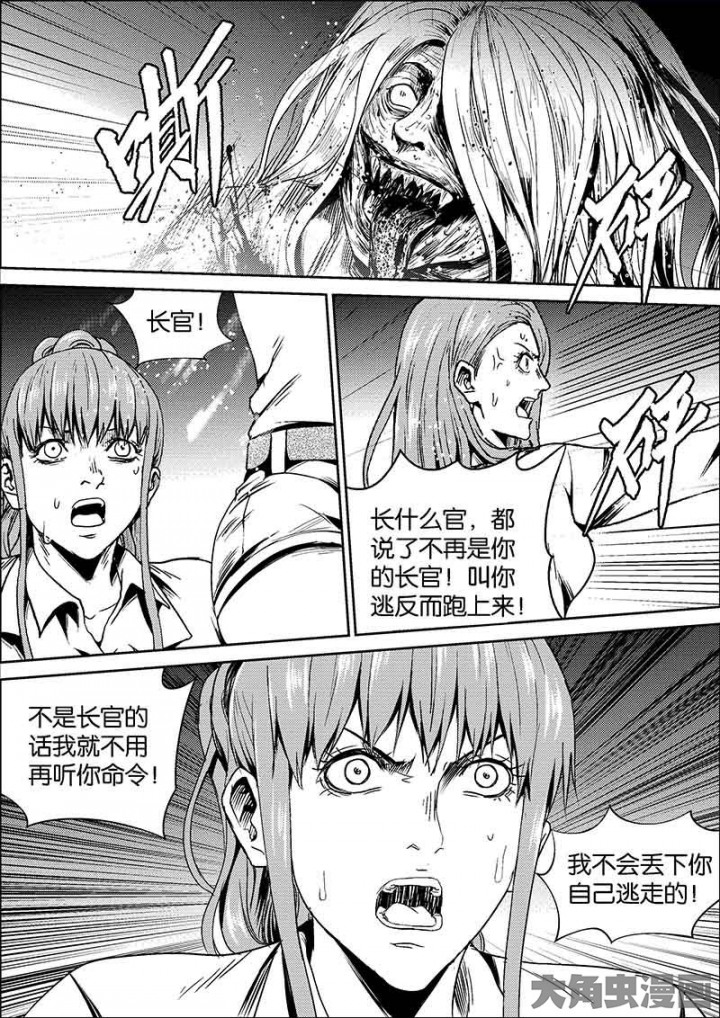 嘶
砰
长官！
砰
长什么官，都
说了不再是你
的长官！叫你
逃反而跑上来！
不是长官的
话我就不用
再听你命令！
我不会丢下你
自己逃走的！
大角虫漫画